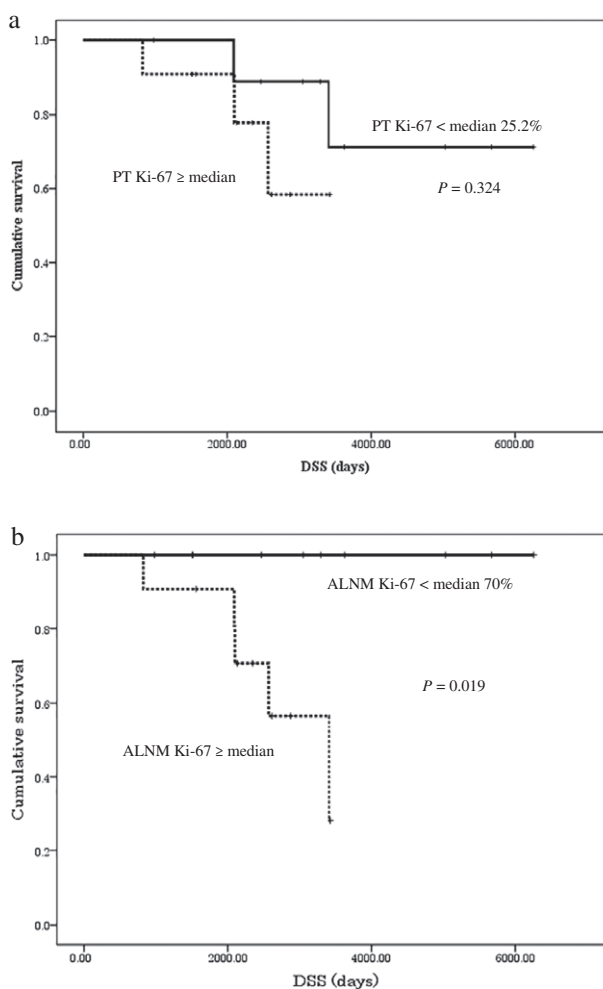 a
1.0
0.8
0.6
0.4
0.2
0.0
Cumulative survival
PT Ki-67 < median 25.2%
PT Ki-67 ≥ median
P = 0.324
0.00 2000.00 4000.00 6000.00
DSS (days)
b
1.0
0.8
0.6
0.4
0.2
0.0
Cumulative survival
ALNM Ki-67 < median 70%
P = 0.019
ALNM Ki-67 ≥ median
0.00 2000.00 4000.00 6000.00
DSS (days)